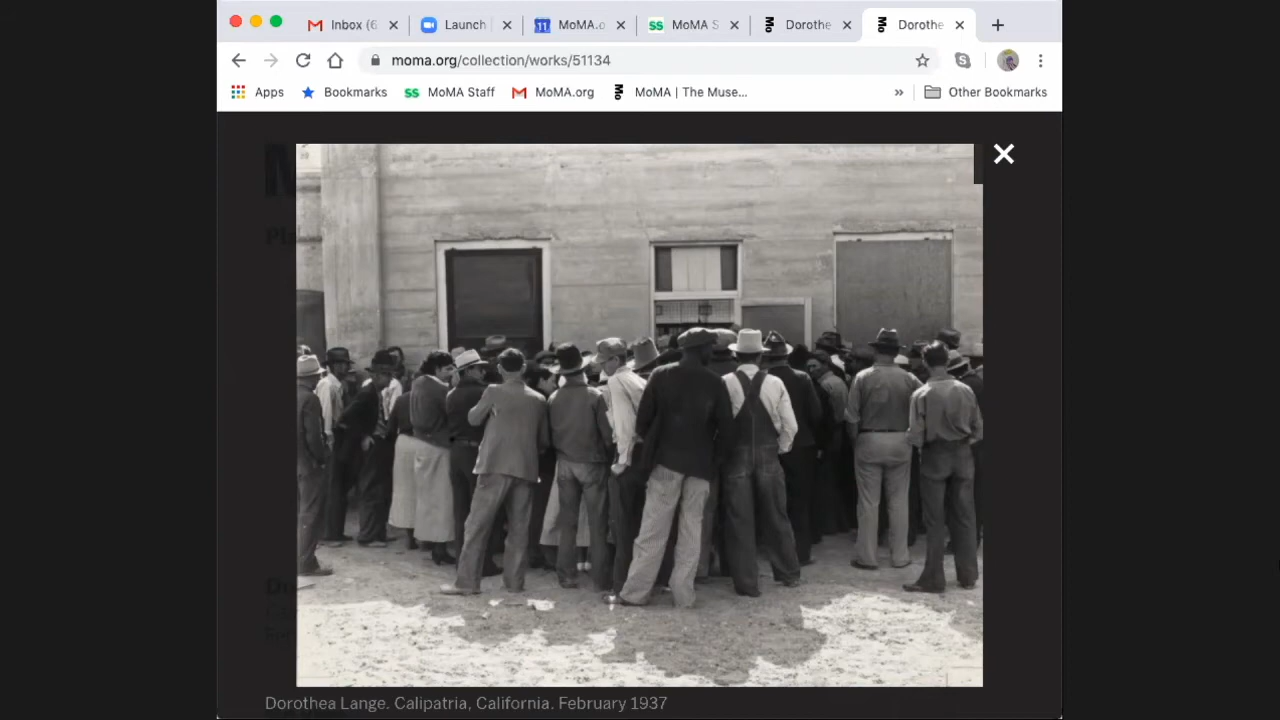 Inbox (6
Launch
MoMA.o
MoMA S
Dorothe
Dorothe
moma.org/collection/works/51134
Apps
Bookmarks
MoMA Staff
MoMA.org
MoMA | The Muse...
Other Bookmarks
Dorothea Lange. Calipatria, California. February 1937